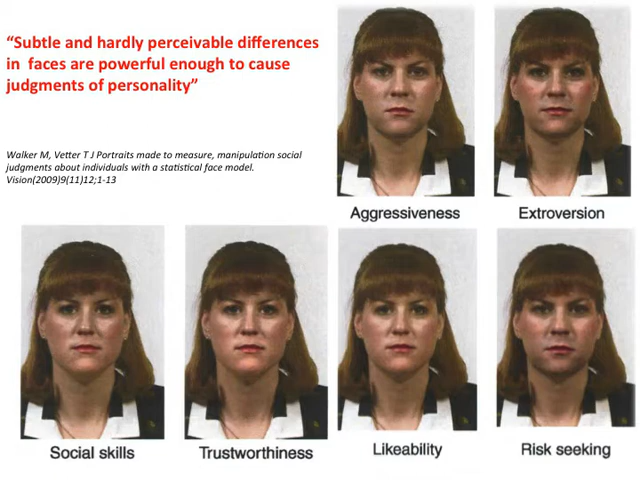 “Subtle and hardly perceivable differences
in faces are powerful enough to cause
judgments of personality”
Walker M, Vetter T J Portraits made to measure, manipulation social
judgments about individuals with a statistical face model.
Vision(2009)9(11)12;1-13
Aggressiveness
Extroversion
Social skills
Trustworthiness
Likeability
Risk seeking